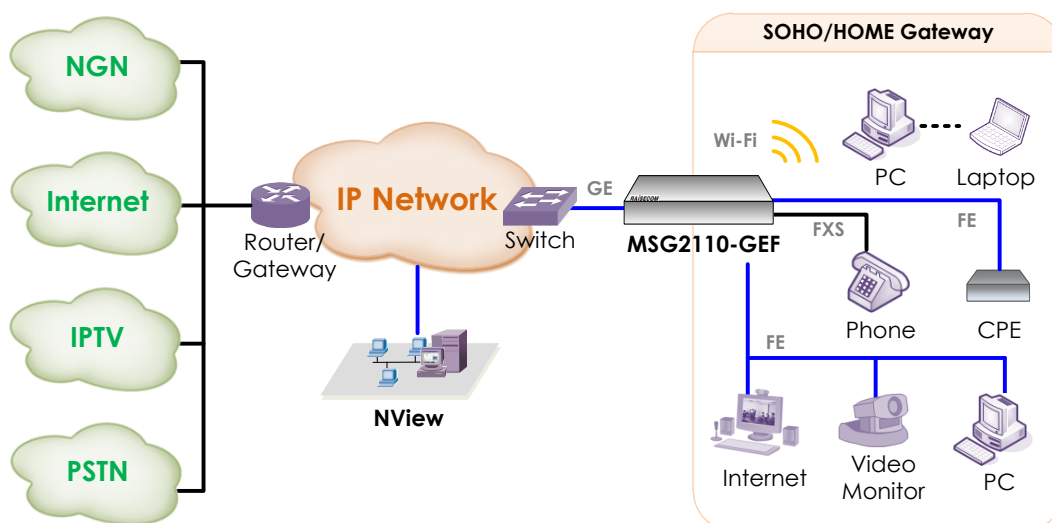 SOHO/HOME Gateway
NGN
Internet
IPTV
PSTN
Router/
Gateway
IP Network
Switch
GE
NView
RAISECOM
MSG2110-GEF
Wi-Fi
PC
Laptop
FXS
FE
Phone
CPE
FE
Internet
Video
Monitor
PC